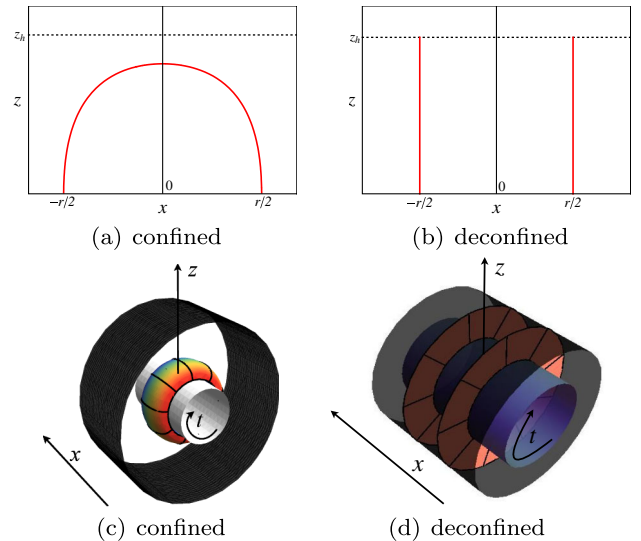 z_h
z
0
−r/2
x
r/2
(a) confined
z_h
z
0
−r/2
x
r/2
(b) deconfined
z
t
x
(c) confined
z
t
x
(d) deconfined